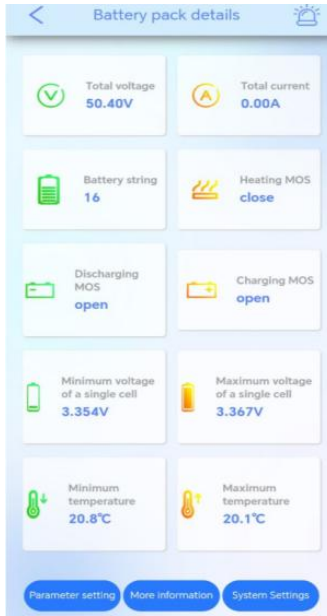 Battery pack details
Total voltage
50.40V
Total current
0.00A
Battery string
16
Heating MOS
close
Discharging
MOS
open
Charging MOS
open
Minimum voltage
of a single cell
3.354V
Maximum voltage
of a single cell
3.367V
Minimum
temperature
20.8℃
Maximum
temperature
20.1℃
Parameter setting
More information
System Settings